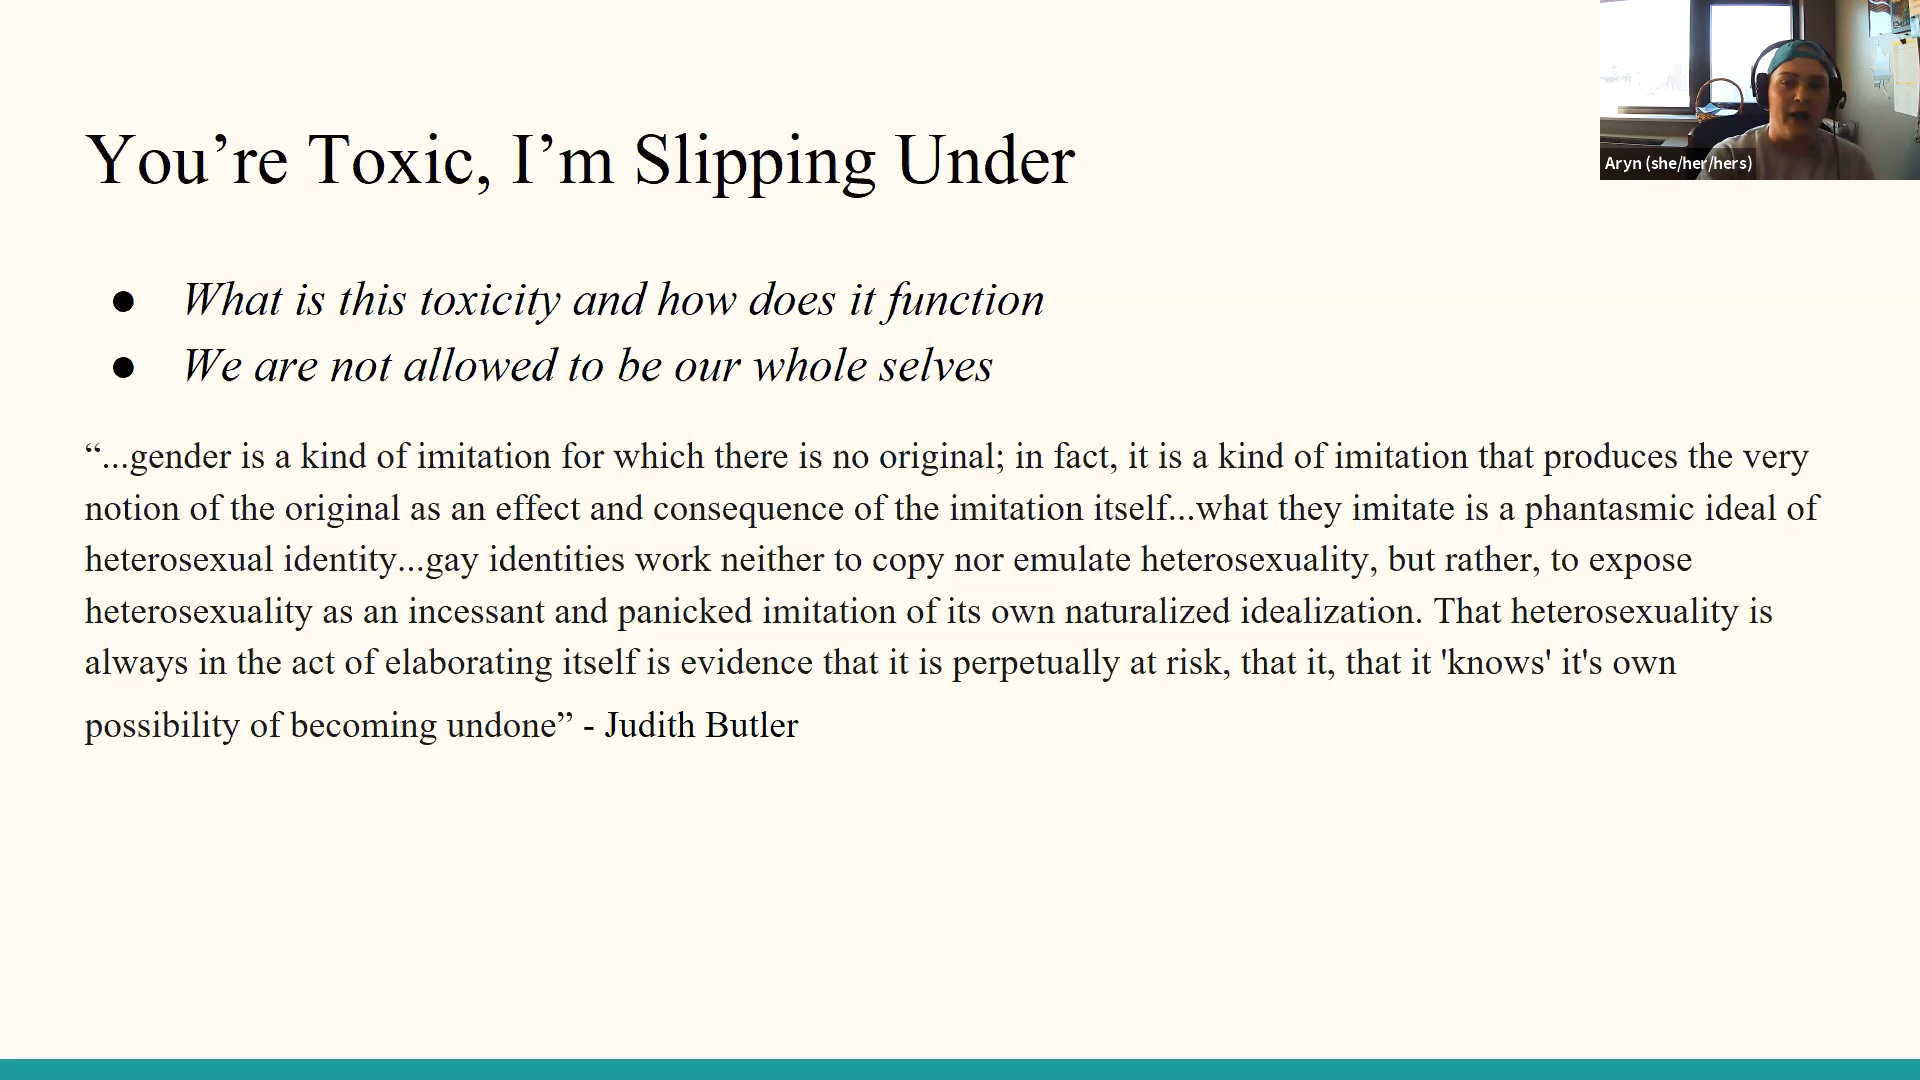 You’re Toxic, I’m Slipping Under
Aryn (she/her/hers)
● What is this toxicity and how does it function
● We are not allowed to be our whole selves
“...gender is a kind of imitation for which there is no original; in fact, it is a kind of imitation that produces the very
notion of the original as an effect and consequence of the imitation itself...what they imitate is a phantasmic ideal of
heterosexual identity...gay identities work neither to copy nor emulate heterosexuality, but rather, to expose
heterosexuality as an incessant and panicked imitation of its own naturalized idealization. That heterosexuality is
always in the act of elaborating itself is evidence that it is perpetually at risk, that it, that it 'knows' it's own
possibility of becoming undone” - Judith Butler